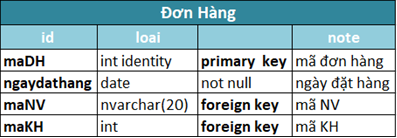 Đơn Hàng
id loai note
maDH int identity primary key mã đơn hàng
ngaydathang date not null ngày đặt hàng
maNV nvarchar(20) foreign key mã NV
maKH int foreign key mã KH